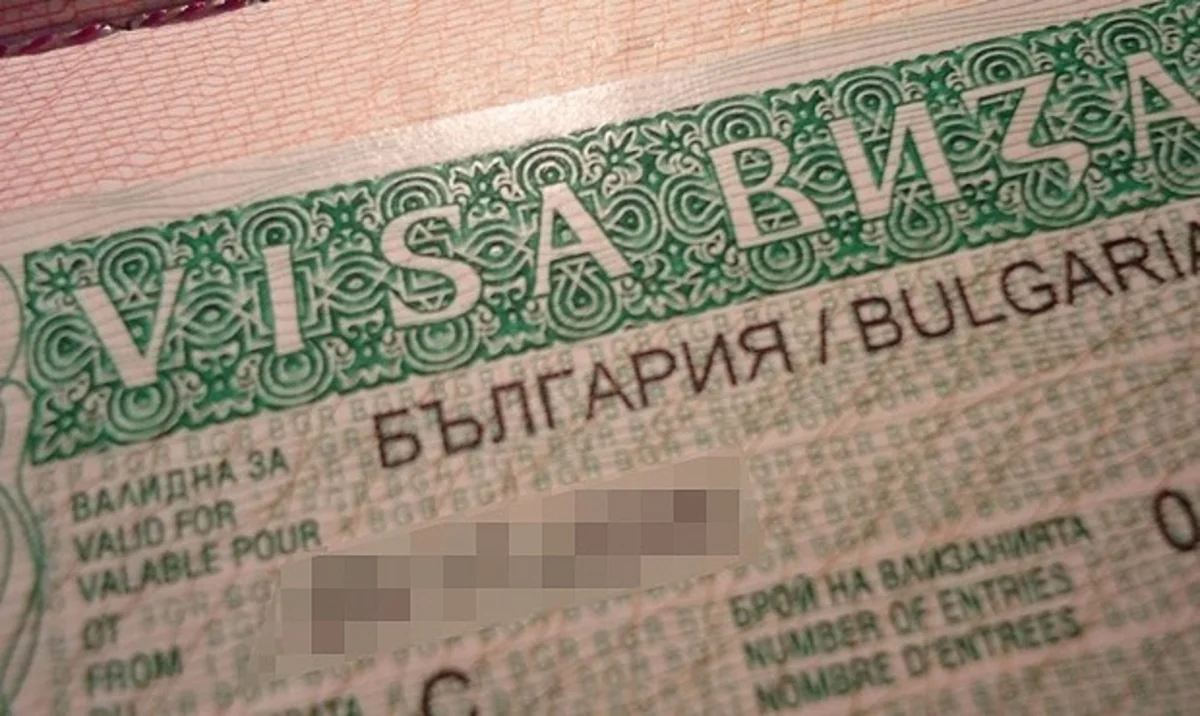 VISA ВИЗА
БЪЛГАРИЯ / BULGARIA
ВАЛИДНА ЗА
VALID FOR
VALABLE POUR
ОТ
FROM
БРОЙ НА ВЛИЗАНИЯТА
NUMBER OF ENTRIES
NOMBRE D'ENTREES